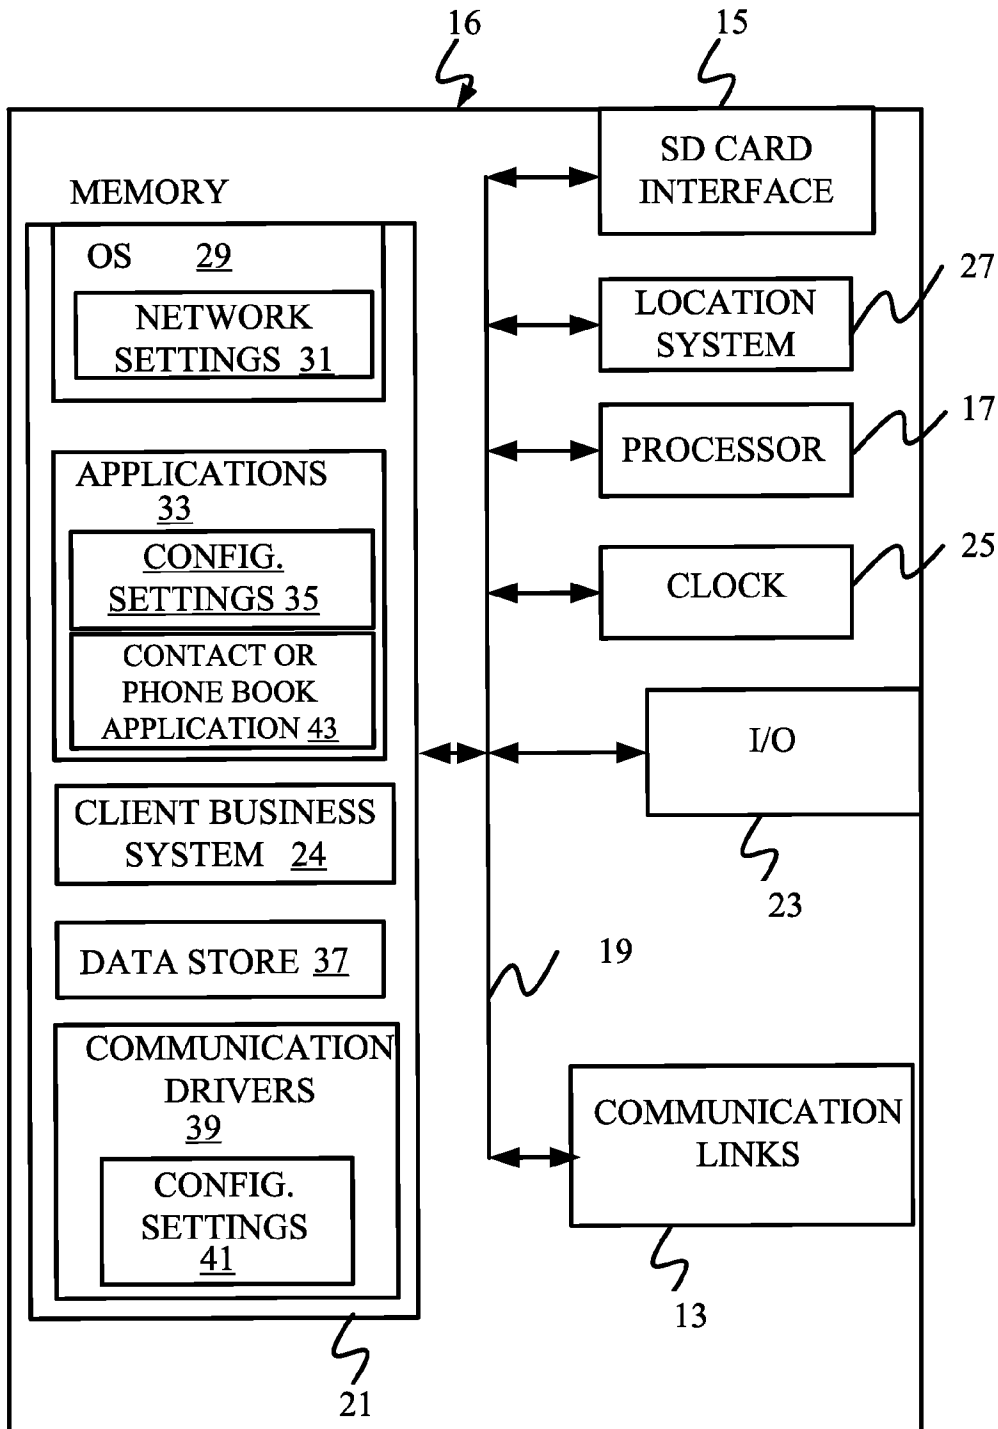 16
15
SD CARD
INTERFACE
MEMORY
OS 29
NETWORK
SETTINGS 31
27
LOCATION
SYSTEM
17
PROCESSOR
APPLICATIONS
33
CONFIG.
SETTINGS 35
25
CLOCK
CONTACT OR
PHONE BOOK
APPLICATION 43
I/O
CLIENT BUSINESS
SYSTEM 24
23
DATA STORE 37
19
COMMUNICATION
DRIVERS
39
CONFIG.
SETTINGS
41
COMMUNICATION
LINKS
13
21